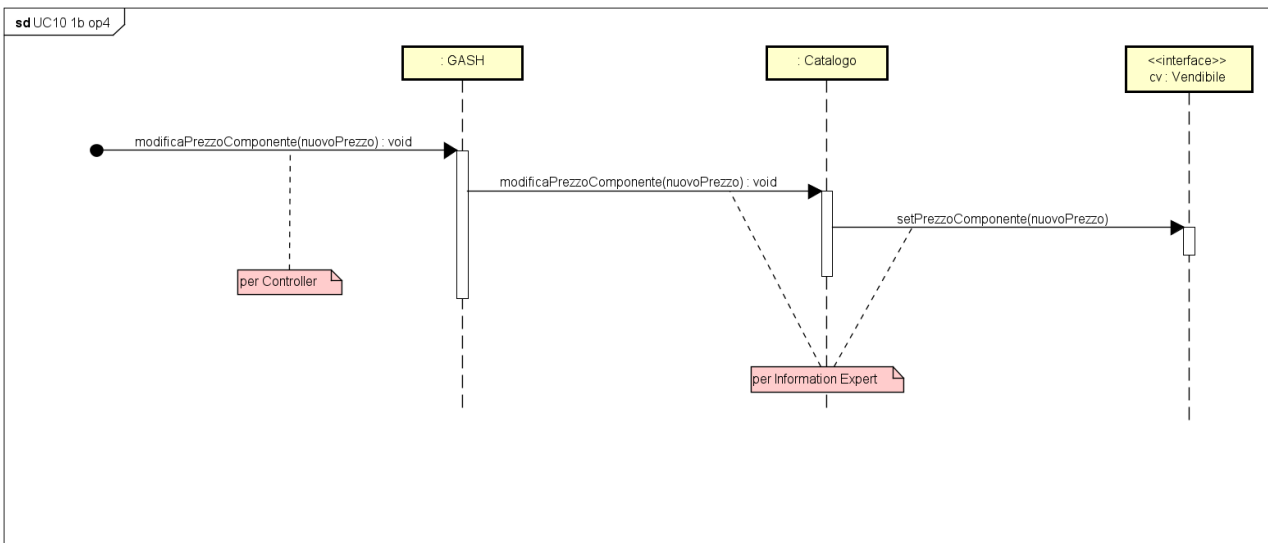 sd UC10 1b op4
: GASH
: Catalogo
<<interface>>
cv : Vendibile
modificaPrezzoComponente(nuovoPrezzo) : void
modificaPrezzoComponente(nuovoPrezzo) : void
setPrezzoComponente(nuovoPrezzo)
per Controller
per Information Expert